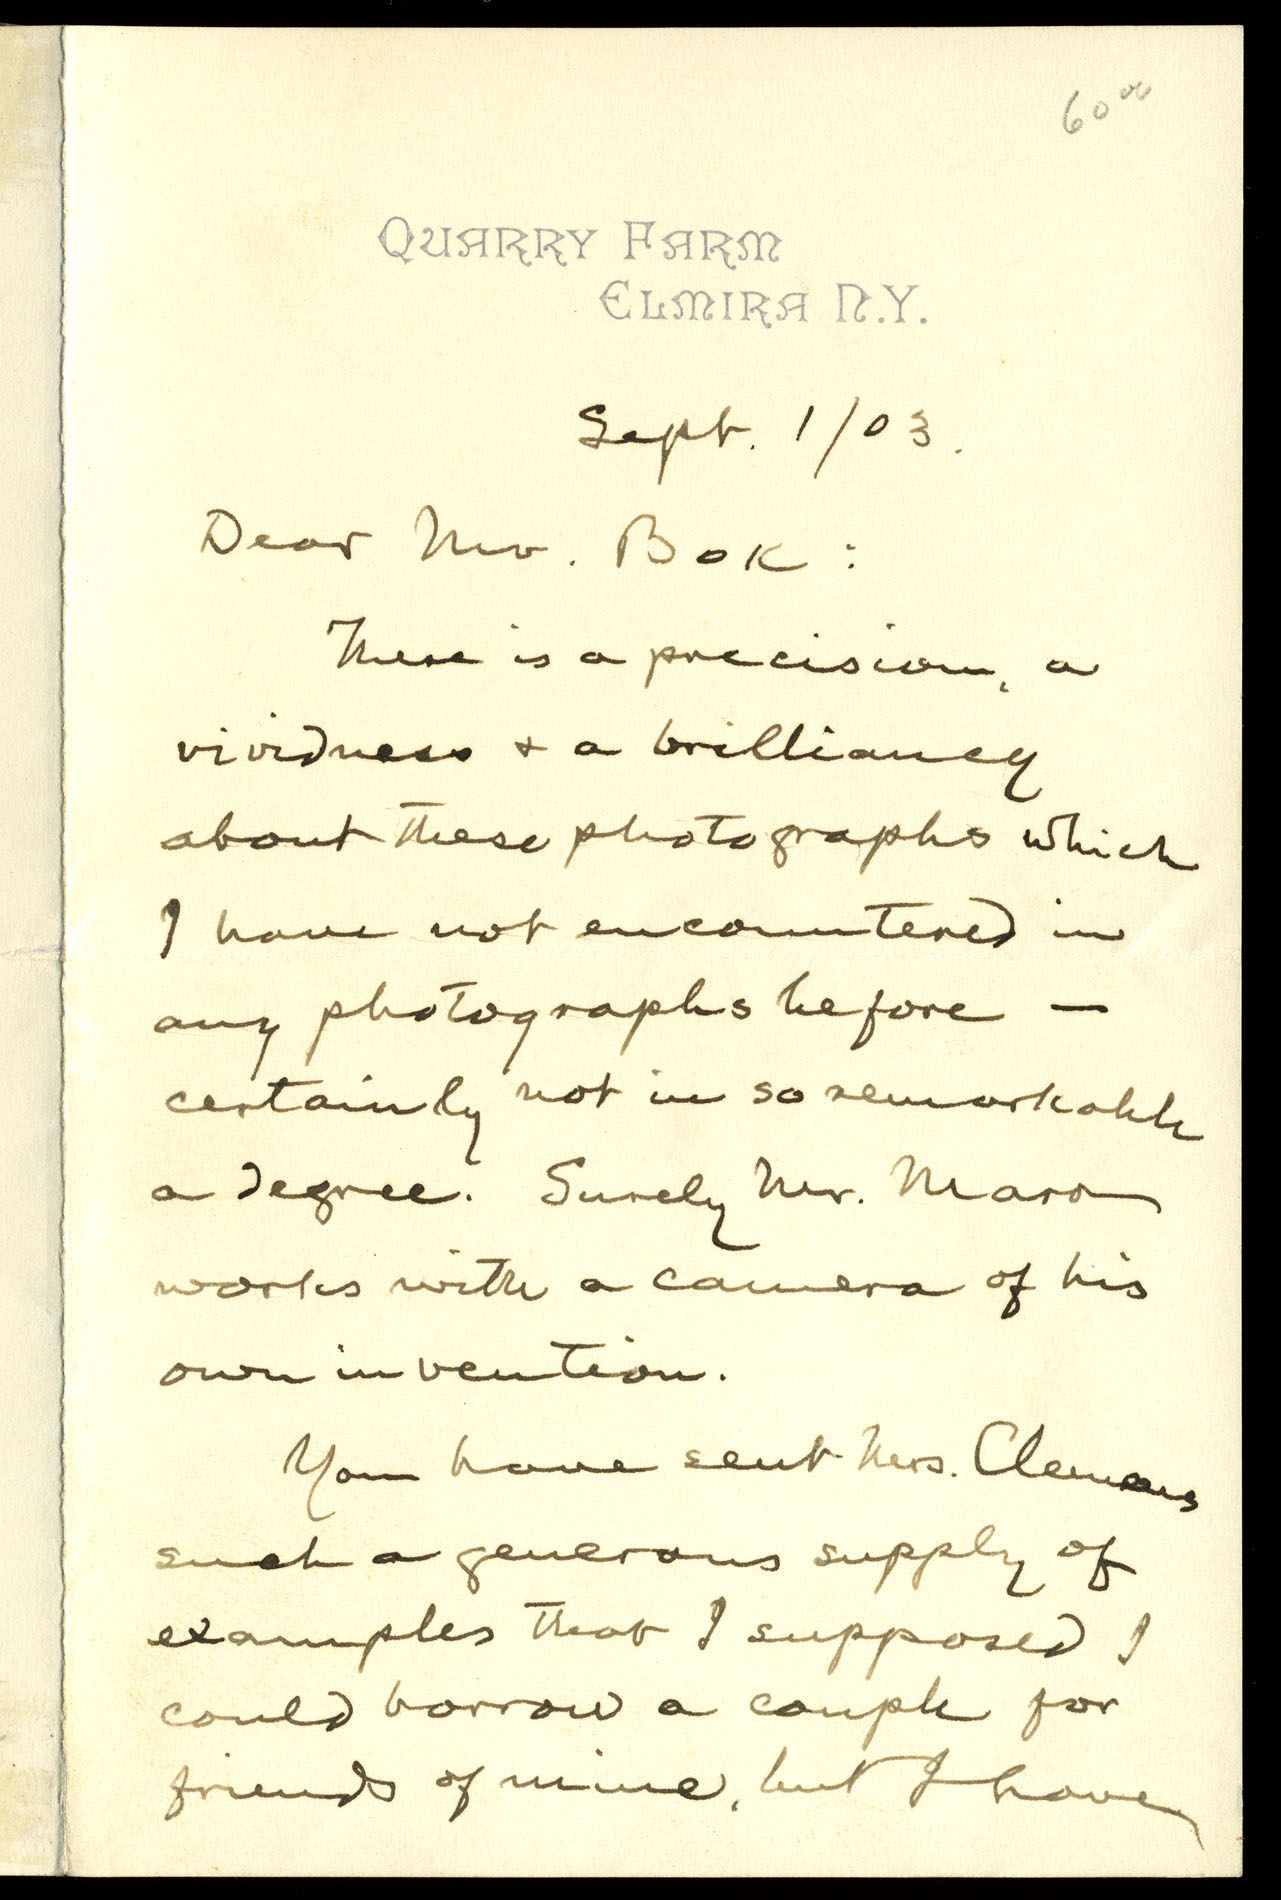 60 00
QUARRY FARM
ELMIRA N.Y.
Sept. 1/03.
Dear Mr. Bok:
There is a precision, a
vividness & a brilliancy
about these photographs which
I have not encountered in
any photographs before —
certainly not in so remarkable
a degree. Surely Mr. Maro
works with a camera of his
own invention.
You have sent Mrs. Clemens
such a generous supply of
examples that I supposed I
could borrow a couple for
friends of mine, but I have